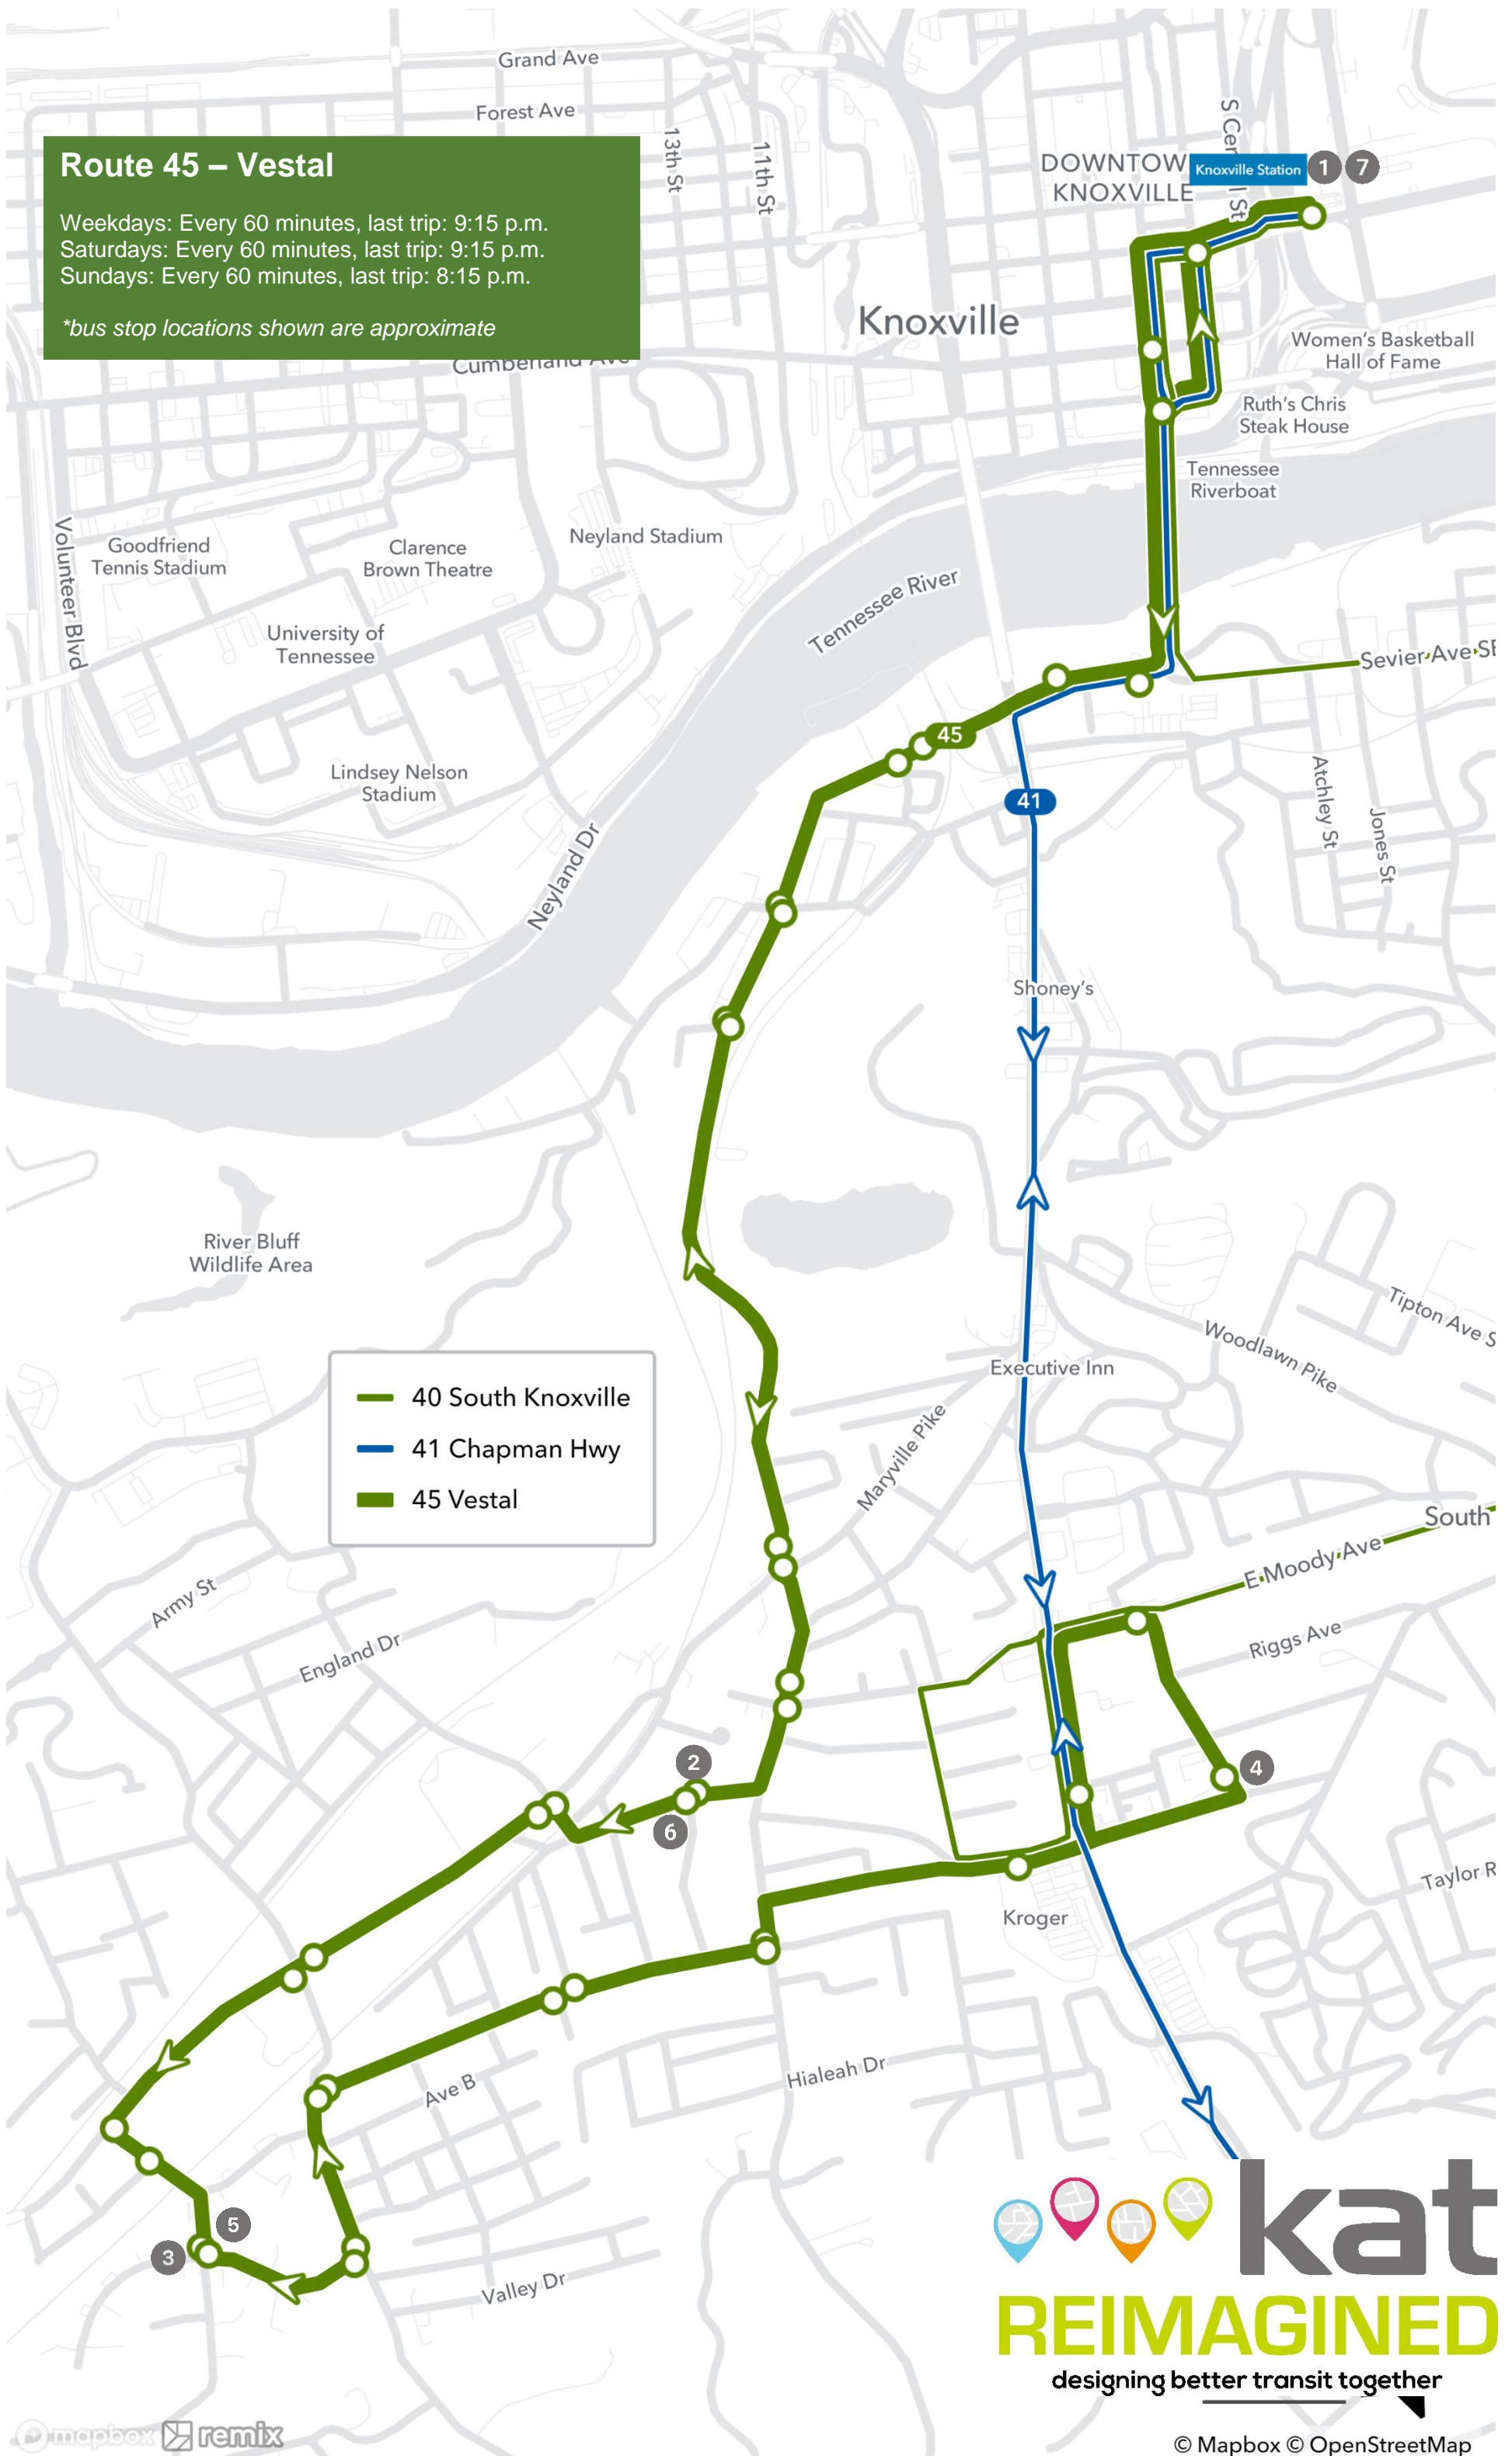 Grand Ave
Forest Ave
Route 45 – Vestal
Weekdays: Every 60 minutes, last trip: 9:15 p.m.
Saturdays: Every 60 minutes, last trip: 9:15 p.m.
Sundays: Every 60 minutes, last trip: 8:15 p.m.
*bus stop locations shown are approximate
13th St
11th St
DOWNTOW
KNOXVILLE
Knoxville Station
1
7
Knoxville
Women's Basketball
Hall of Fame
Cumberland Ave
Ruth's Chris
Steak House
Tennessee
Riverboat
Volunteer Blvd
Goodfriend
Tennis Stadium
Clarence
Brown Theatre
Neyland Stadium
University of
Tennessee
Tennessee River
Sevier Ave SE
45
Lindsey Nelson
Stadium
41
Atchley St
Jones St
Neyland Dr
Shoney's
River Bluff
Wildlife Area
Tipton Ave S
Woodlawn Pike
Executive Inn
40 South Knoxville
41 Chapman Hwy
45 Vestal
Maryville Pike
South
E Moody Ave
Army St
England Dr
Riggs Ave
2
4
6
Taylor R
Kroger
Hialeah Dr
Ave B
5
3
Valley Dr
kat
REIMAGINED
designing better transit together
mapbox
remix
© Mapbox © OpenStreetMap